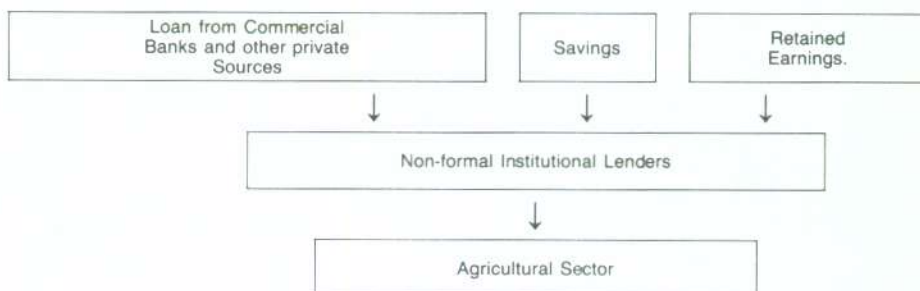 Loan from Commercial
Banks and other private
Sources
Savings
Retained
Earnings.
Non-formal Institutional Lenders
Agricultural Sector